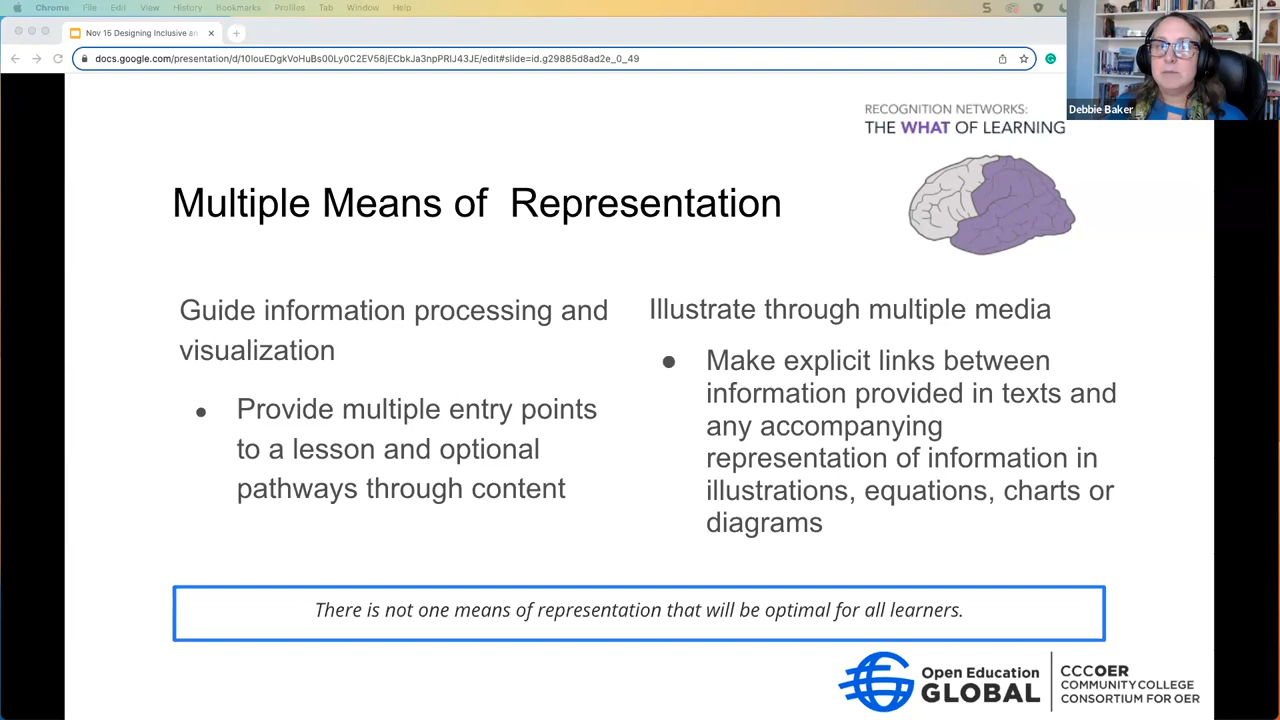 Chrome File Edit View History Bookmarks Profiles Tab Window Help
Nov 15 Designing Inclusive an
docs.google.com/presentation/d/10IouEDgkVoHuBs00Ly0C2EV58jECbkJa3npPRlJ43JE/edit#slide=id.g29885d8ad2e_0_49
Debbie Baker
RECOGNITION NETWORKS:
THE WHAT OF LEARNING
Multiple Means of Representation
Guide information processing and
visualization
● Provide multiple entry points
to a lesson and optional
pathways through content
Illustrate through multiple media
● Make explicit links between
information provided in texts and
any accompanying
representation of information in
illustrations, equations, charts or
diagrams
There is not one means of representation that will be optimal for all learners.
Open Education
GLOBAL
CCCOER
COMMUNITY COLLEGE
CONSORTIUM FOR OER